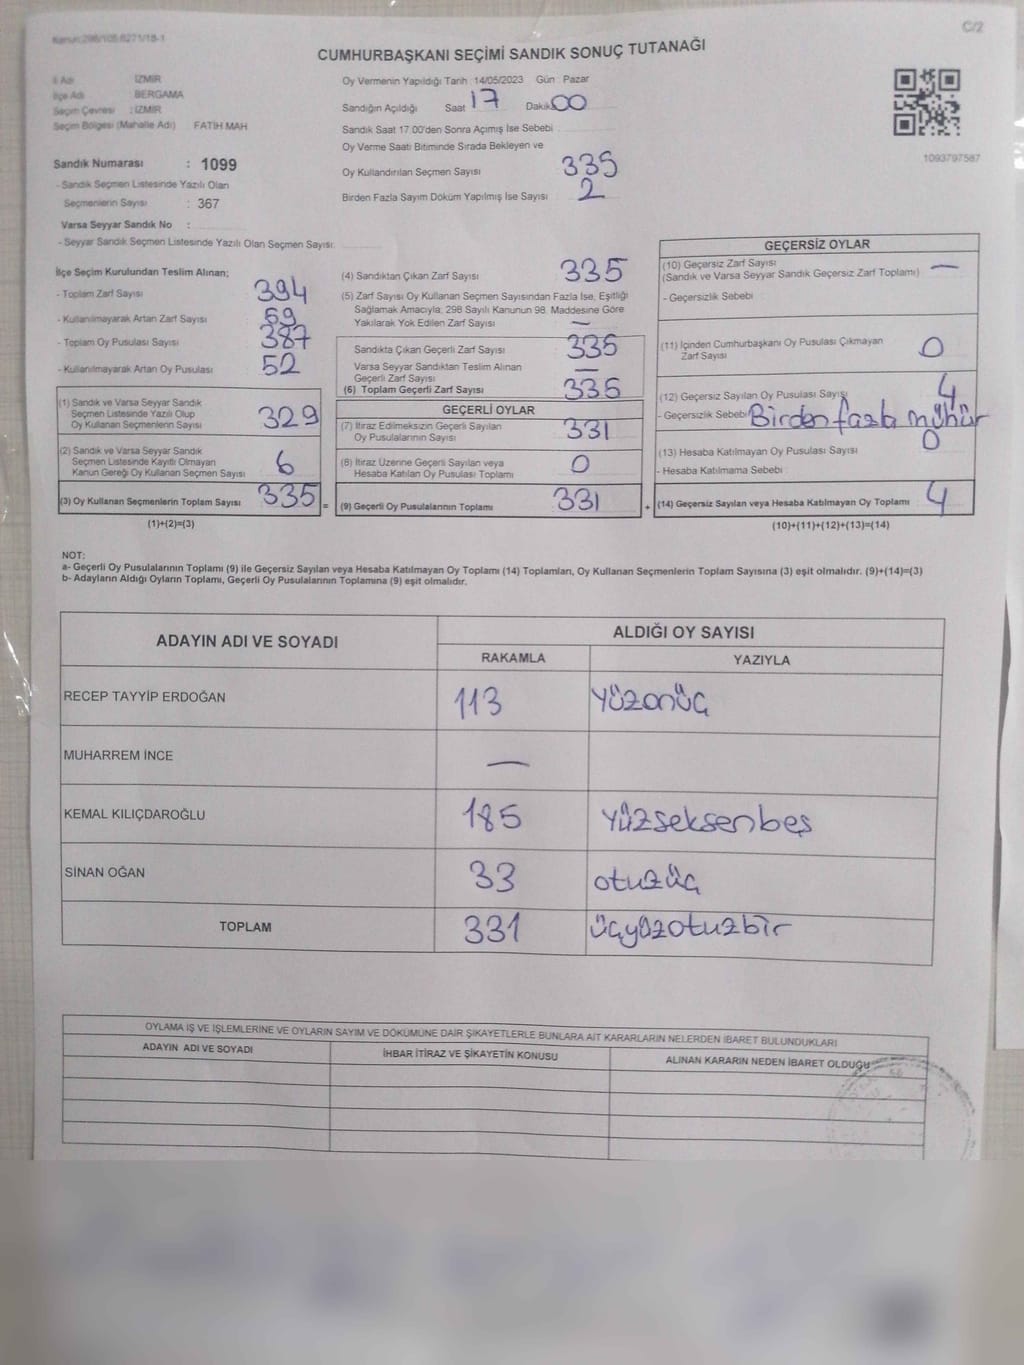 Kanun:298/105,6271/18-1
C/2
CUMHURBAŞKANI SEÇİMİ SANDIK SONUÇ TUTANAĞI
İl Adı : İZMİR
İlçe Adı : BERGAMA
Seçim Çevresi : İZMİR
Seçim Bölgesi (Mahalle Adı) FATİH MAH
Sandık Numarası : 1099
- Sandık Seçmen Listesinde Yazılı Olan
Seçmenlerin Sayısı : 367
Varsa Seyyar Sandık No :
- Seyyar Sandık Seçmen Listesinde Yazılı Olan Seçmen Sayısı:
Oy Vermenin Yapıldığı Tarih 14/05/2023 Gün Pazar
Sandığın Açıldığı Saat 17 Dakika 00
Sandık Saat 17.00'den Sonra Açımış İse Sebebi
Oy Verme Saati Bitiminde Sırada Bekleyen ve
Oy Kullandırılan Seçmen Sayısı 335
Birden Fazla Sayım Döküm Yapılmış İse Sayısı 2
1093797587
İlçe Seçim Kurulundan Teslim Alınan;
- Toplam Zarf Sayısı 394
- Kullanılmayarak Artan Zarf Sayısı 69
- Toplam Oy Pusulası Sayısı 387
- Kullanılmayarak Artan Oy Pusulası 52
(1) Sandık ve Varsa Seyyar Sandık
Seçmen Listesinde Yazılı Olup
Oy Kullanan Seçmenlerin Sayısı 329
(2) Sandık ve Varsa Seyyar Sandık
Seçmen Listesinde Kayıtlı Olmayan
Kanun Gereği Oy Kullanan Seçmen Sayısı 6
(3) Oy Kullanan Seçmenlerin Toplam Sayısı 335 =
(1)+(2)=(3)
(4) Sandıktan Çıkan Zarf Sayısı 335
(5) Zarf Sayısı Oy Kullanan Seçmen Sayısından Fazla İse, Eşitliği
Sağlamak Amacıyla, 298 Sayılı Kanunun 98. Maddesine Göre
Yakılarak Yok Edilen Zarf Sayısı —
Sandıkta Çıkan Geçerli Zarf Sayısı 335
Varsa Seyyar Sandıktan Teslim Alınan
Geçerli Zarf Sayısı —
(6) Toplam Geçerli Zarf Sayısı 335
GEÇERLİ OYLAR
(7) İtiraz Edilmeksizin Geçerli Sayılan
Oy Pusulalarının Sayısı 331
(8) İtiraz Üzerine Geçerli Sayılan veya
Hesaba Katılan Oy Pusulası Toplamı 0
(9) Geçerli Oy Pusulalarının Toplamı 331 +
GEÇERSİZ OYLAR
(10) Geçersiz Zarf Sayısı —
(Sandık ve Varsa Seyyar Sandık Geçersiz Zarf Toplamı)
- Geçersizlik Sebebi
(11) İçinden Cumhurbaşkanı Oy Pusulası Çıkmayan
Zarf Sayısı 0
(12) Geçersiz Sayılan Oy Pusulası Sayısı 4
- Geçersizlik Sebebi Birden fazla mühür
(13) Hesaba Katılmayan Oy Pusulası Sayısı 0
- Hesaba Katılmama Sebebi
(14) Geçersiz Sayılan veya Hesaba Katılmayan Oy Toplamı 4
(10)+(11)+(12)+(13)=(14)
NOT:
a- Geçerli Oy Pusulalarının Toplamı (9) ile Geçersiz Sayılan veya Hesaba Katılmayan Oy Toplamı (14) Toplamları, Oy Kullanan Seçmenlerin Toplam Sayısına (3) eşit olmalıdır. (9)+(14)=(3)
b- Adayların Aldığı Oyların Toplamı, Geçerli Oy Pusulalarının Toplamına (9) eşit olmalıdır.
ADAYIN ADI VE SOYADI
ALDIĞI OY SAYISI
RAKAMLA YAZIYLA
RECEP TAYYİP ERDOĞAN 113 yüzonüç
MUHARREM İNCE —
KEMAL KILIÇDAROĞLU 185 yüzseksenbeş
SİNAN OĞAN 33 otuzüç
TOPLAM 331 üçyüzotuzbir
OYLAMA İŞ VE İŞLEMLERİNE VE OYLARIN SAYIM VE DÖKÜMÜNE DAİR ŞİKAYETLERLE BUNLARA AİT KARARLARIN NELERDEN İBARET BULUNDUKLARI
ADAYIN ADI VE SOYADI İHBAR İTİRAZ VE ŞİKAYETİN KONUSU ALINAN KARARIN NEDEN İBARET OLDUĞU